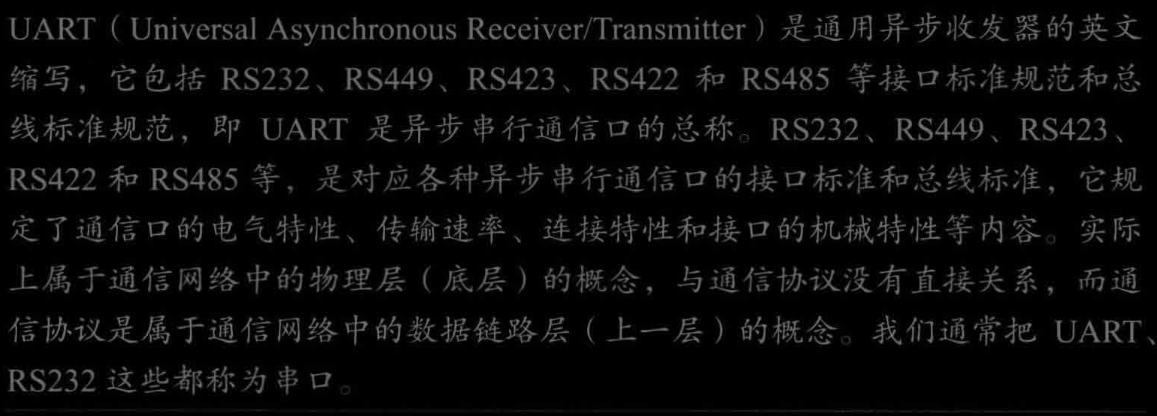 UART（Universal Asynchronous Receiver/Transmitter）是通用异步收发器的英文
缩写，它包括 RS232、RS449、RS423、RS422 和 RS485 等接口标准规范和总
线标准规范，即 UART 是异步串行通信口的总称。RS232、RS449、RS423、
RS422 和 RS485 等，是对应各种异步串行通信口的接口标准和总线标准，它规
定了通信口的电气特性、传输速率、连接特性和接口的机械特性等内容。实际
上属于通信网络中的物理层（底层）的概念，与通信协议没有直接关系，而通
信协议是属于通信网络中的数据链路层（上一层）的概念。我们通常把 UART、
RS232 这些都称为串口。